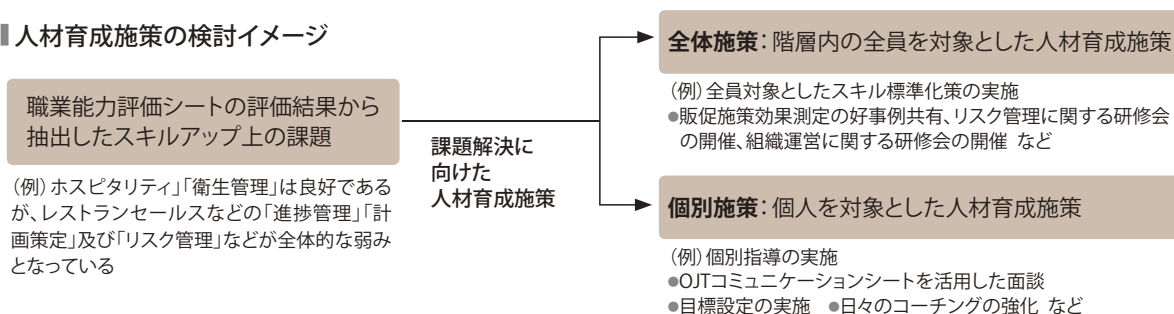 人材育成施策の検討イメージ
職業能力評価シートの評価結果から
抽出したスキルアップ上の課題
（例）ホスピタリティ」「衛生管理」は良好である
が、レストランセールスなどの「進捗管理」「計
画策定」及び「リスク管理」などが全体的な弱み
となっている
課題解決に
向けた
人材育成施策
全体施策：階層内の全員を対象とした人材育成施策
（例）全員対象としたスキル標準化策の実施
●販促施策効果測定の好事例共有、リスク管理に関する研修会
の開催、組織運営に関する研修会の開催 など
個別施策：個人を対象とした人材育成施策
（例）個別指導の実施
●OJTコミュニケーションシートを活用した面談
●目標設定の実施 ●日々のコーチングの強化 など